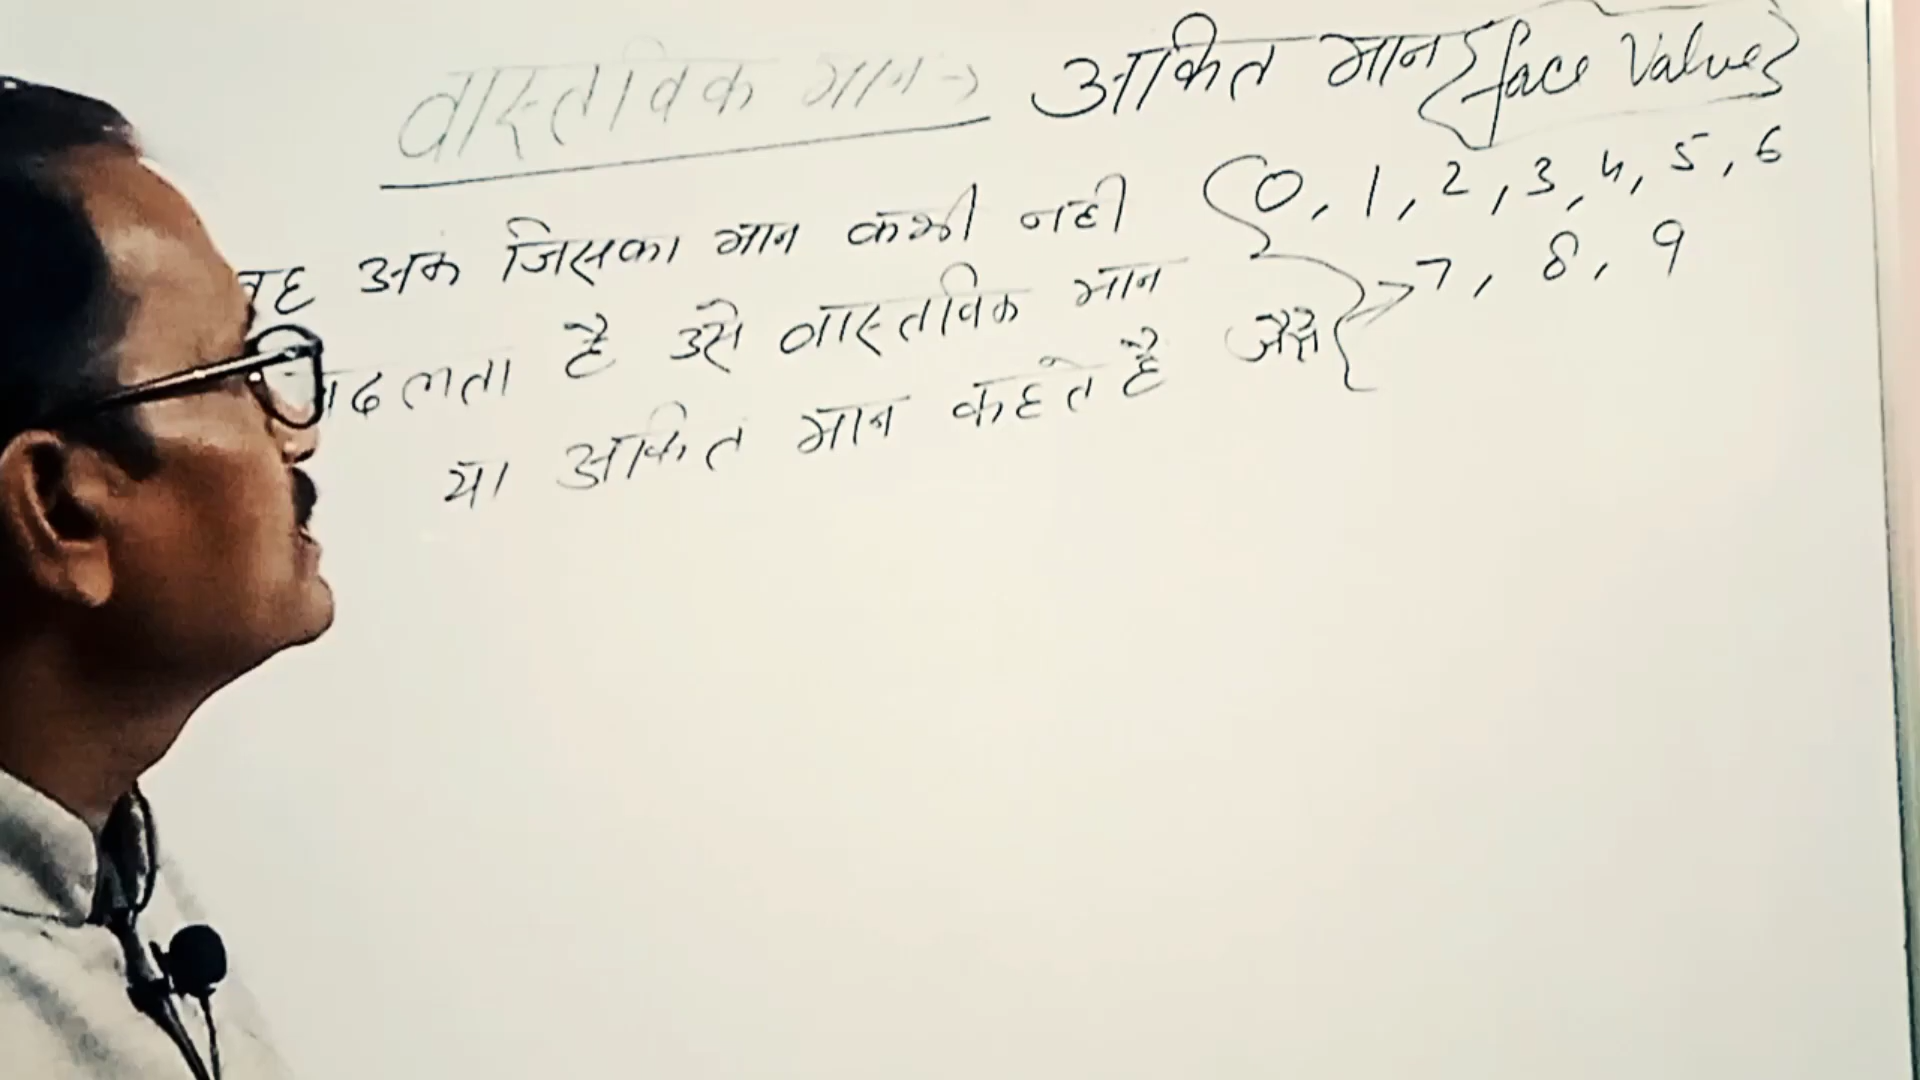 वास्तविक मान → अंकित मान {face Value}
वह अंक जिसका मान कभी नही {0, 1, 2, 3, 4, 5, 6
बदलता है उसे वास्तविक मान → 7, 8, 9
या अंकित मान कहते है जैसे